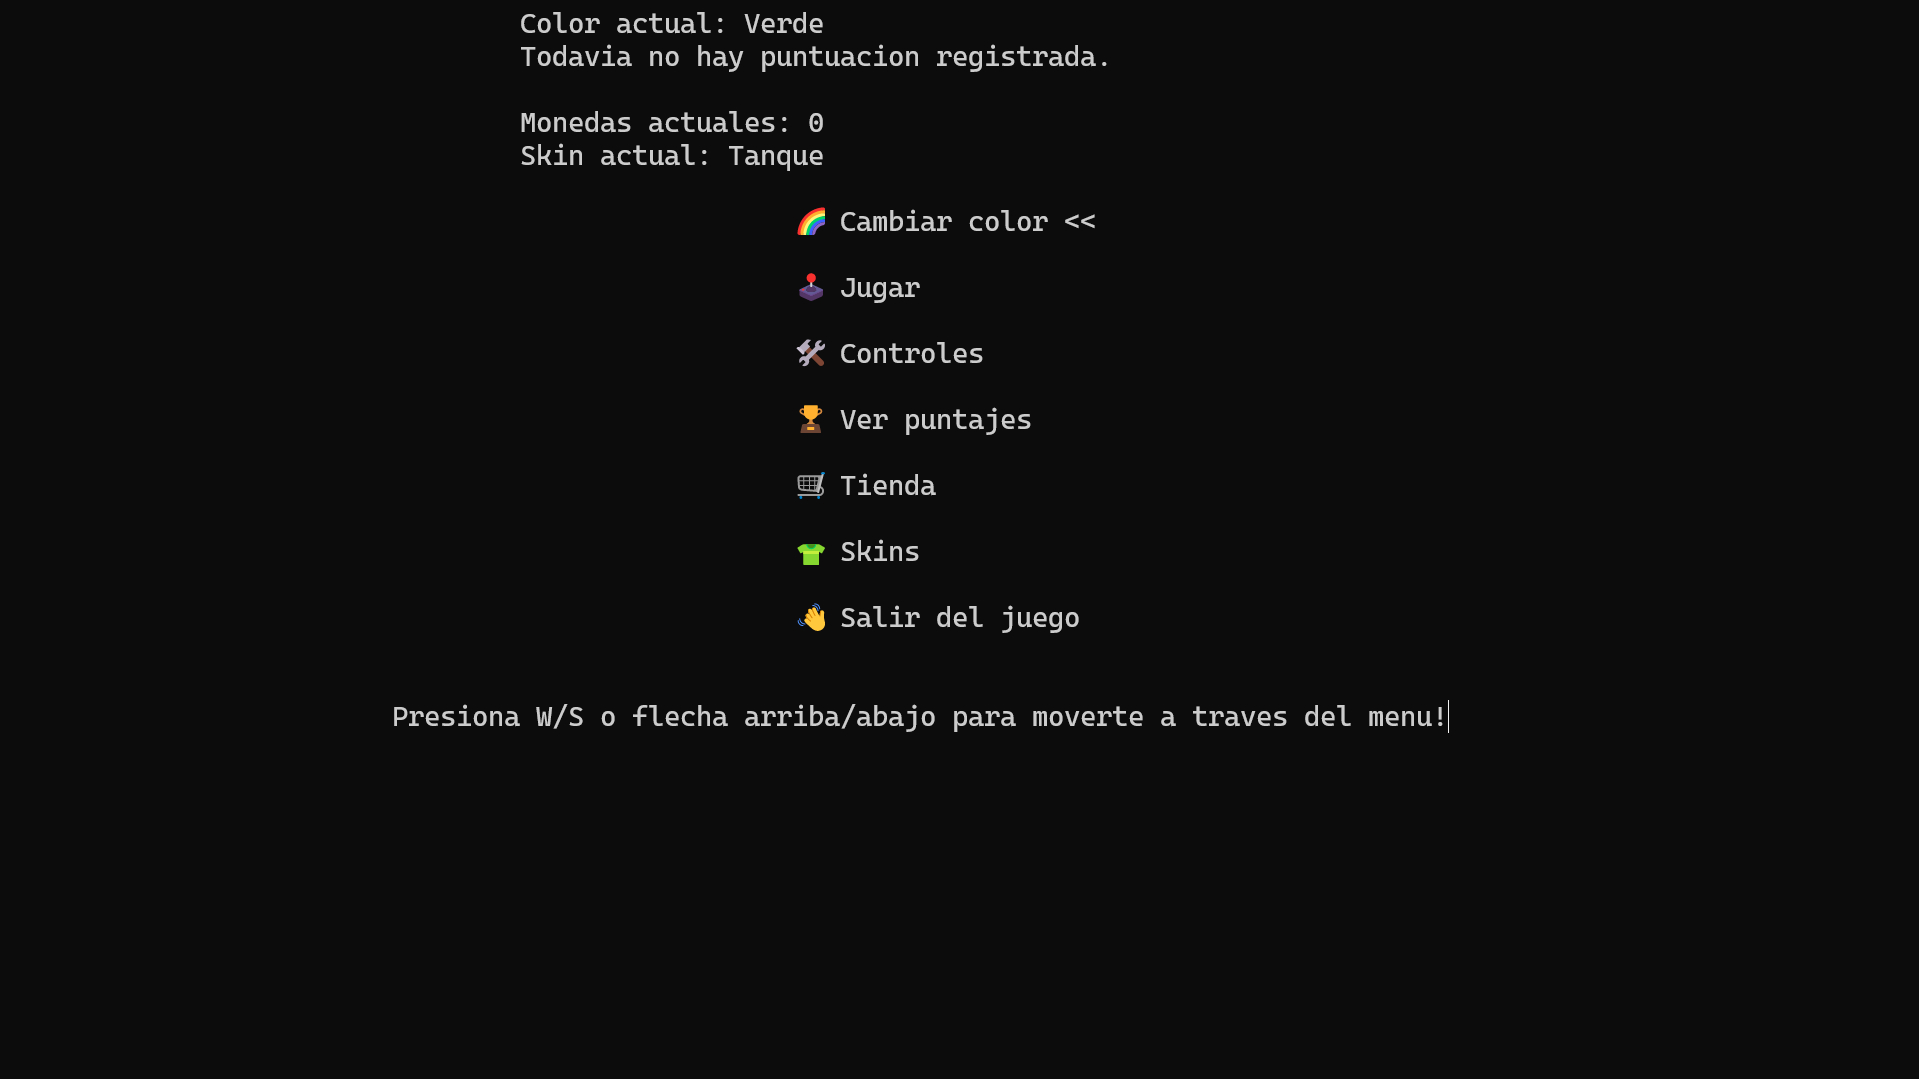 Color actual: Verde
Todavia no hay puntuacion registrada.
Monedas actuales: 0
Skin actual: Tanque
🌈 Cambiar color <<
🕹️ Jugar
🛠️ Controles
🏆 Ver puntajes
🛒 Tienda
👕 Skins
👋 Salir del juego
Presiona W/S o flecha arriba/abajo para moverte a traves del menu!